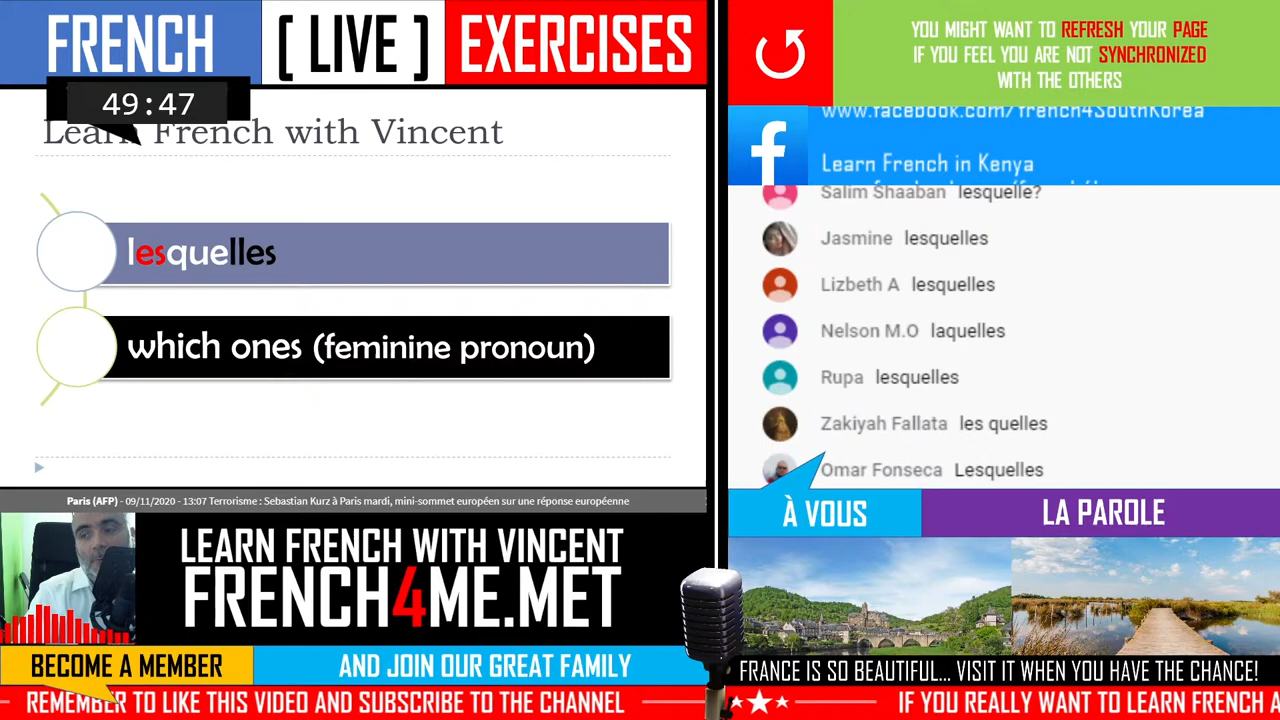 FRENCH
[ LIVE ]
EXERCISES
49:47
Learn French with Vincent
lesquelles
which ones (feminine pronoun)
Paris (AFP) - 09/11/2020 - 13:07 Terrorisme : Sebastian Kurz à Paris mardi, mini-sommet européen sur une réponse européenne
LEARN FRENCH WITH VINCENT
FRENCH4ME.MET
BECOME A MEMBER
AND JOIN OUR GREAT FAMILY
REMEMBER TO LIKE THIS VIDEO AND SUBSCRIBE TO THE CHANNEL
YOU MIGHT WANT TO REFRESH YOUR PAGE
IF YOU FEEL YOU ARE NOT SYNCHRONIZED
WITH THE OTHERS
www.facebook.com/french4SouthKorea
Learn French in Kenya
Salim Shaaban lesquelle?
Jasmine lesquelles
Lizbeth A lesquelles
Nelson M.O laquelles
Rupa lesquelles
Zakiyah Fallata les quelles
Omar Fonseca Lesquelles
À VOUS
LA PAROLE
FRANCE IS SO BEAUTIFUL... VISIT IT WHEN YOU HAVE THE CHANCE!
IF YOU REALLY WANT TO LEARN FRENCH A